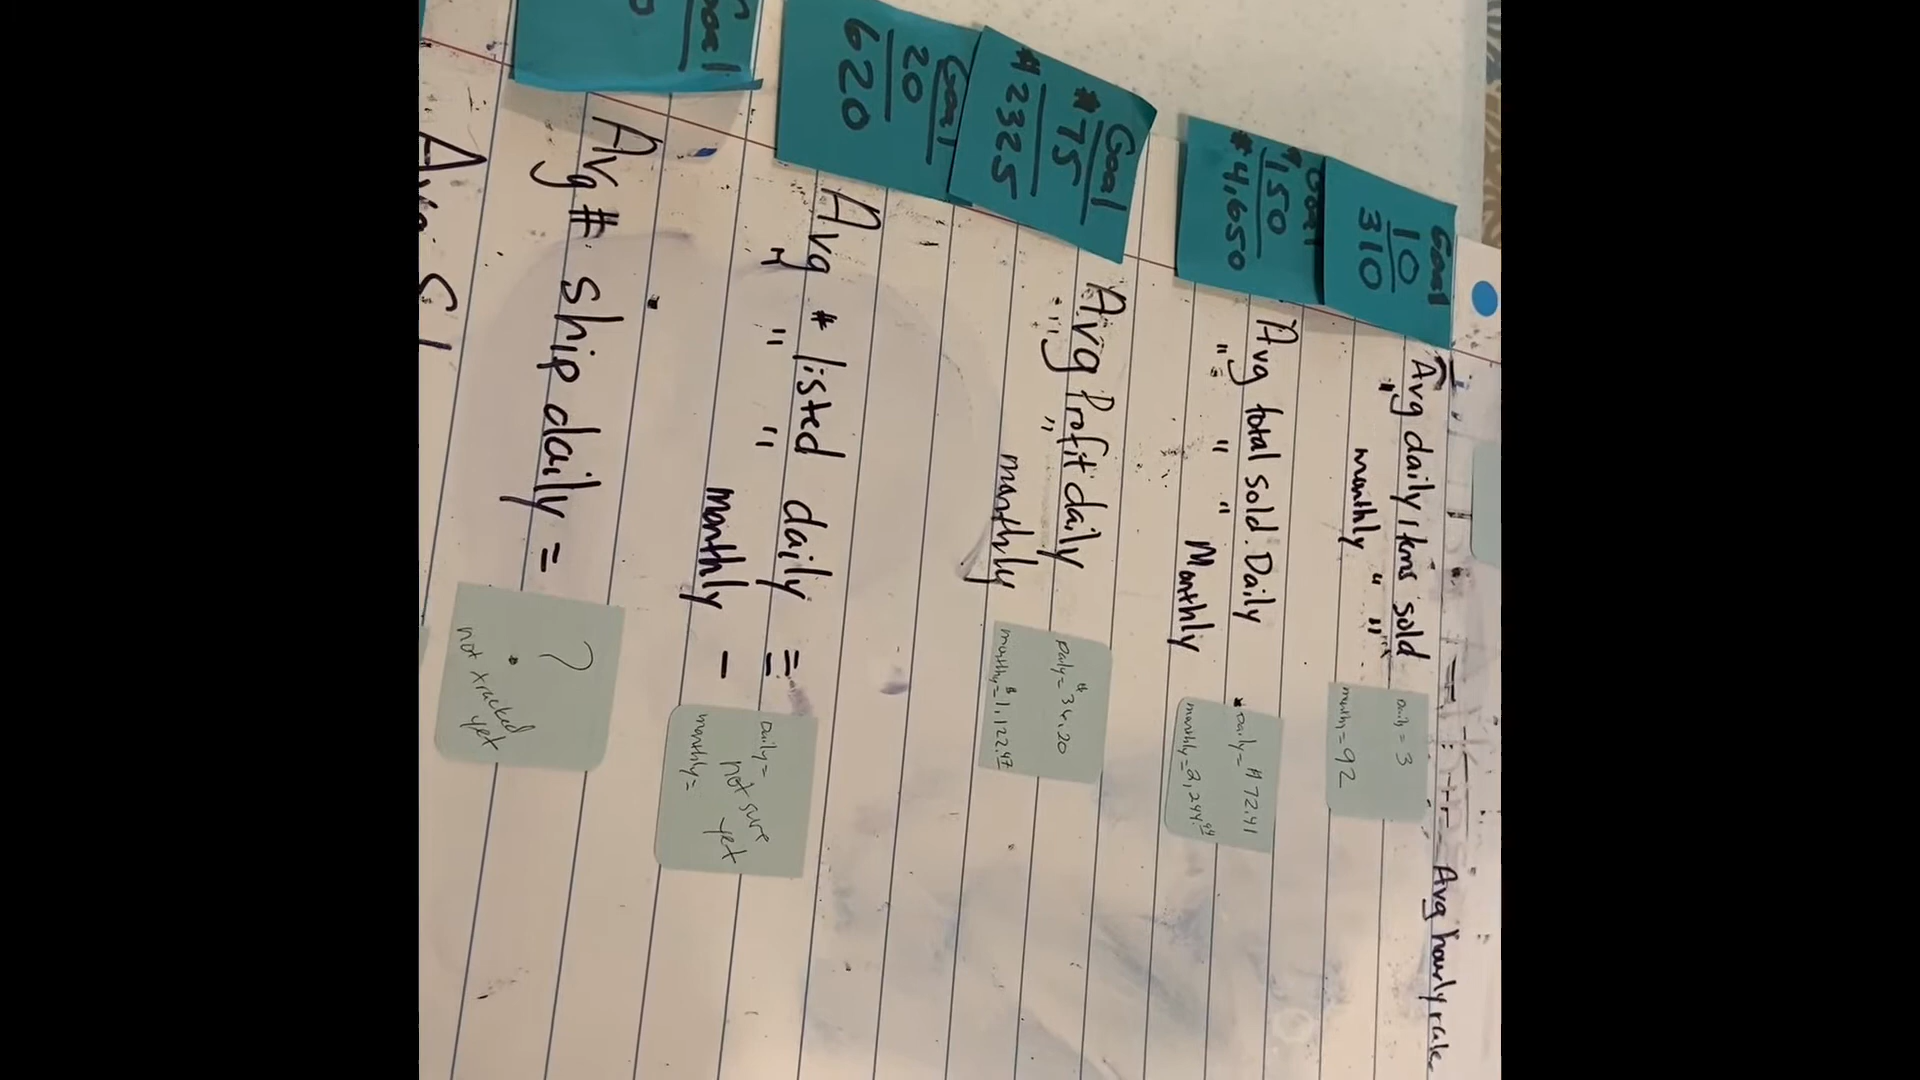 Goal
10
310
Avg daily items sold
" monthly " "
Daily = 3
monthly = 92
Avg hourly rate
Goal
$150
$4,650
Avg total sold. Daily
" " " Monthly
Daily = $72.41
monthly = 2,244.99
Goal
$75
$2325
Avg Profit daily
" " monthly
Daily = $34.20
monthly = $1,122.47
Goal
20
620
Avg # listed daily =
" " " monthly -
Daily =
not sure
yet
monthly =
Goal
Avg # ship daily =
?
not tracked
yet
Avg